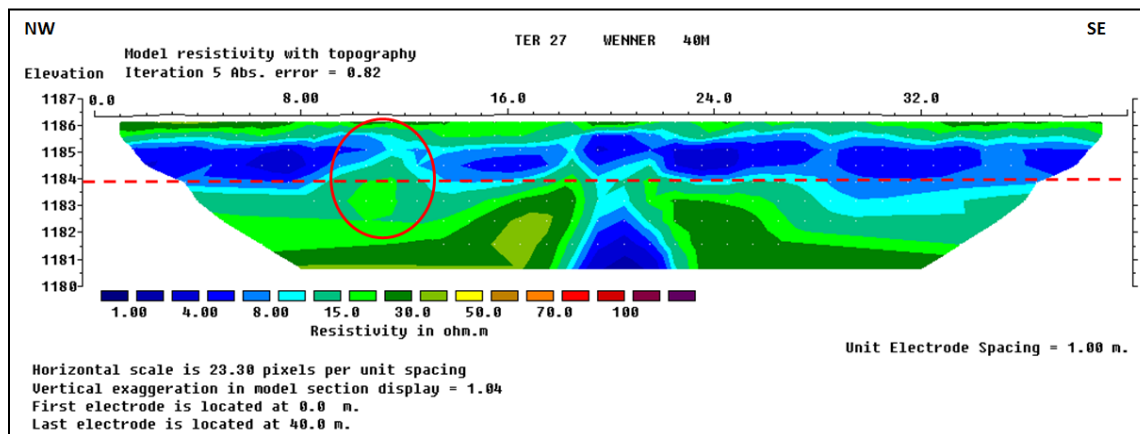 NW
SE
TER 27 WENNER 40M
Model resistivity with topography
Elevation Iteration 5 Abs. error = 0.82
1187 0.0 8.00 16.0 24.0 32.0
1186
1185
1184
1183
1182
1181
1180
1.00 4.00 8.00 15.0 30.0 50.0 70.0 100
Resistivity in ohm.m
Unit Electrode Spacing = 1.00 m.
Horizontal scale is 23.30 pixels per unit spacing
Vertical exaggeration in model section display = 1.04
First electrode is located at 0.0 m.
Last electrode is located at 40.0 m.